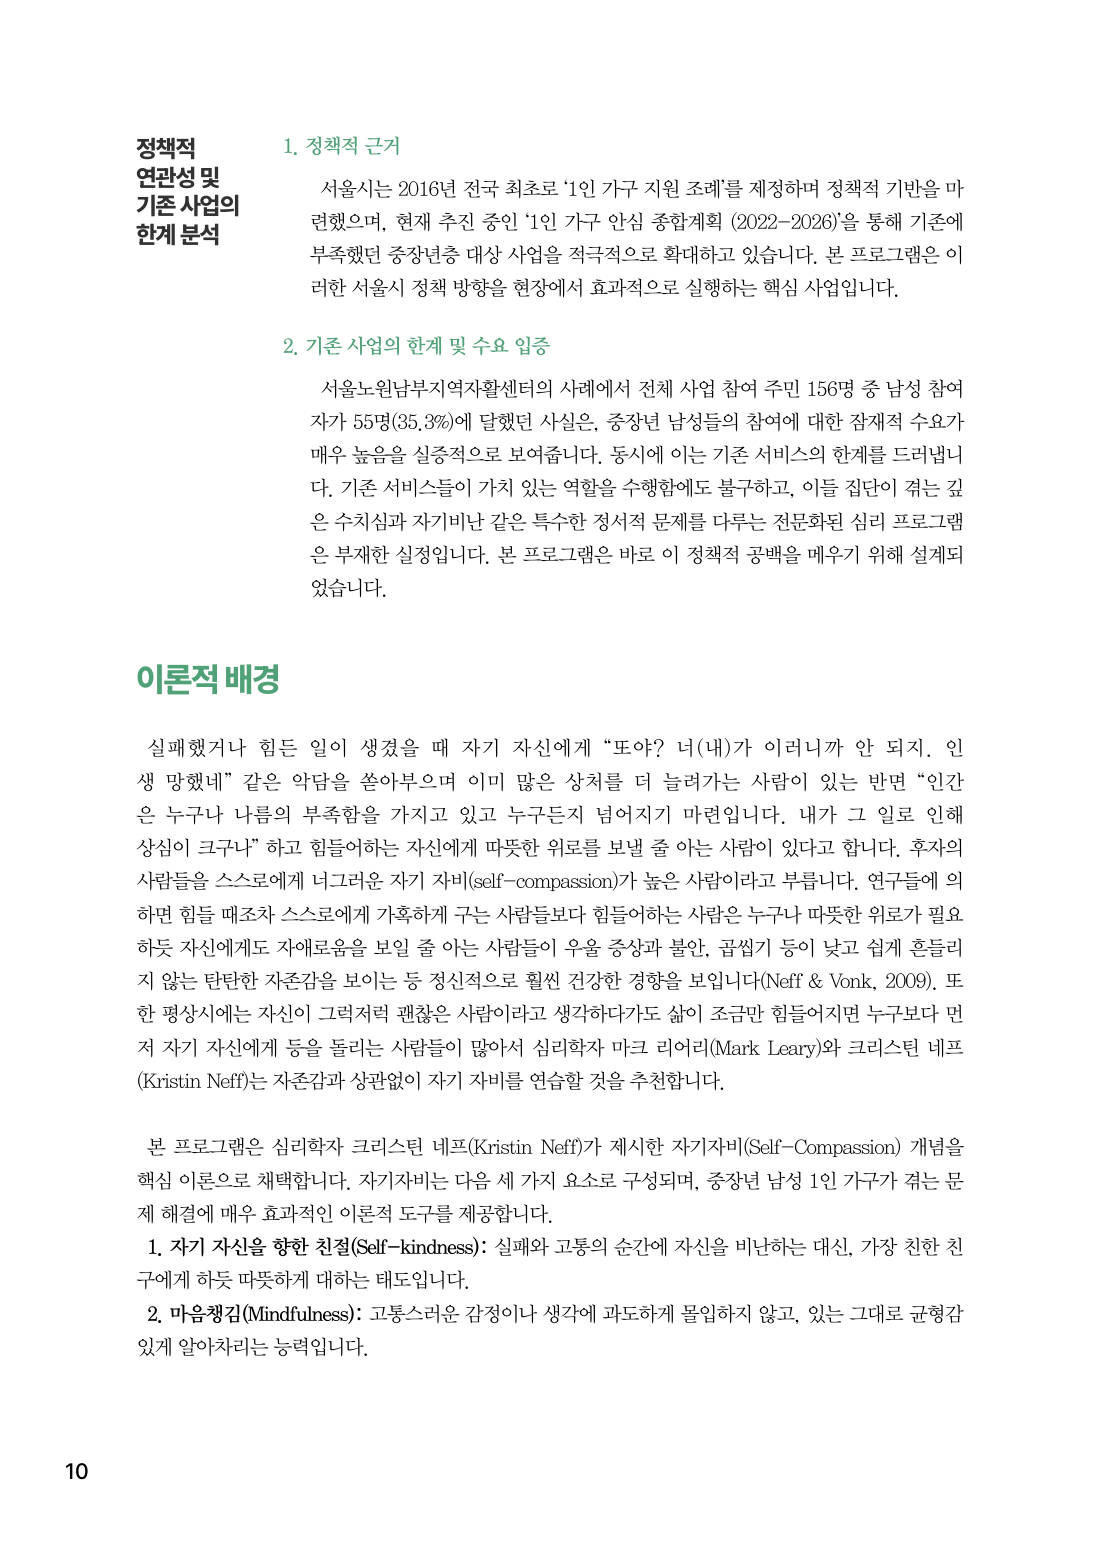 정책적
연관성 및
기존 사업의
한계 분석
1. 정책적 근거
서울시는 2016년 전국 최초로 ‘1인 가구 지원 조례’를 제정하며 정책적 기반을 마
련했으며, 현재 추진 중인 ‘1인 가구 안심 종합계획 (2022-2026)’을 통해 기존에
부족했던 중장년층 대상 사업을 적극적으로 확대하고 있습니다. 본 프로그램은 이
러한 서울시 정책 방향을 현장에서 효과적으로 실행하는 핵심 사업입니다.
2. 기존 사업의 한계 및 수요 입증
서울노원남부지역자활센터의 사례에서 전체 사업 참여 주민 156명 중 남성 참여
자가 55명(35.3%)에 달했던 사실은, 중장년 남성들의 참여에 대한 잠재적 수요가
매우 높음을 실증적으로 보여줍니다. 동시에 이는 기존 서비스의 한계를 드러냅니
다. 기존 서비스들이 가치 있는 역할을 수행함에도 불구하고, 이들 집단이 겪는 깊
은 수치심과 자기비난 같은 특수한 정서적 문제를 다루는 전문화된 심리 프로그램
은 부재한 실정입니다. 본 프로그램은 바로 이 정책적 공백을 메우기 위해 설계되
었습니다.
이론적 배경
실패했거나 힘든 일이 생겼을 때 자기 자신에게 “또야? 너(내)가 이러니까 안 되지. 인
생 망했네” 같은 악담을 쏟아부으며 이미 많은 상처를 더 늘려가는 사람이 있는 반면 “인간
은 누구나 나름의 부족함을 가지고 있고 누구든지 넘어지기 마련입니다. 내가 그 일로 인해
상심이 크구나” 하고 힘들어하는 자신에게 따뜻한 위로를 보낼 줄 아는 사람이 있다고 합니다. 후자의
사람들을 스스로에게 너그러운 자기 자비(self-compassion)가 높은 사람이라고 부릅니다. 연구들에 의
하면 힘들 때조차 스스로에게 가혹하게 구는 사람들보다 힘들어하는 사람은 누구나 따뜻한 위로가 필요
하듯 자신에게도 자애로움을 보일 줄 아는 사람들이 우울 증상과 불안, 곱씹기 등이 낮고 쉽게 흔들리
지 않는 탄탄한 자존감을 보이는 등 정신적으로 훨씬 건강한 경향을 보입니다(Neff & Vonk, 2009). 또
한 평상시에는 자신이 그럭저럭 괜찮은 사람이라고 생각하다가도 삶이 조금만 힘들어지면 누구보다 먼
저 자기 자신에게 등을 돌리는 사람들이 많아서 심리학자 마크 리어리(Mark Leary)와 크리스틴 네프
(Kristin Neff)는 자존감과 상관없이 자기 자비를 연습할 것을 추천합니다.
본 프로그램은 심리학자 크리스틴 네프(Kristin Neff)가 제시한 자기자비(Self-Compassion) 개념을
핵심 이론으로 채택합니다. 자기자비는 다음 세 가지 요소로 구성되며, 중장년 남성 1인 가구가 겪는 문
제 해결에 매우 효과적인 이론적 도구를 제공합니다.
1. 자기 자신을 향한 친절(Self-kindness): 실패와 고통의 순간에 자신을 비난하는 대신, 가장 친한 친
구에게 하듯 따뜻하게 대하는 태도입니다.
2. 마음챙김(Mindfulness): 고통스러운 감정이나 생각에 과도하게 몰입하지 않고, 있는 그대로 균형감
있게 알아차리는 능력입니다.
10